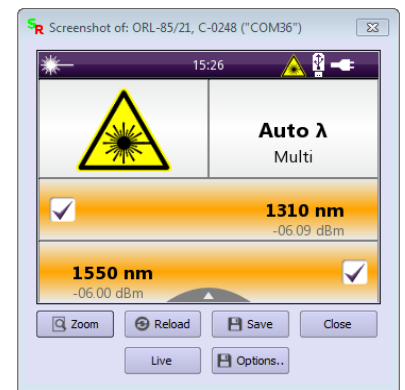 SR Screenshot of: ORL-85/21, C-0248 ("COM36")
15:26
Auto λ
Multi
1310 nm
-06.09 dBm
1550 nm
-06.00 dBm
Zoom Reload Save Close
Live Options..